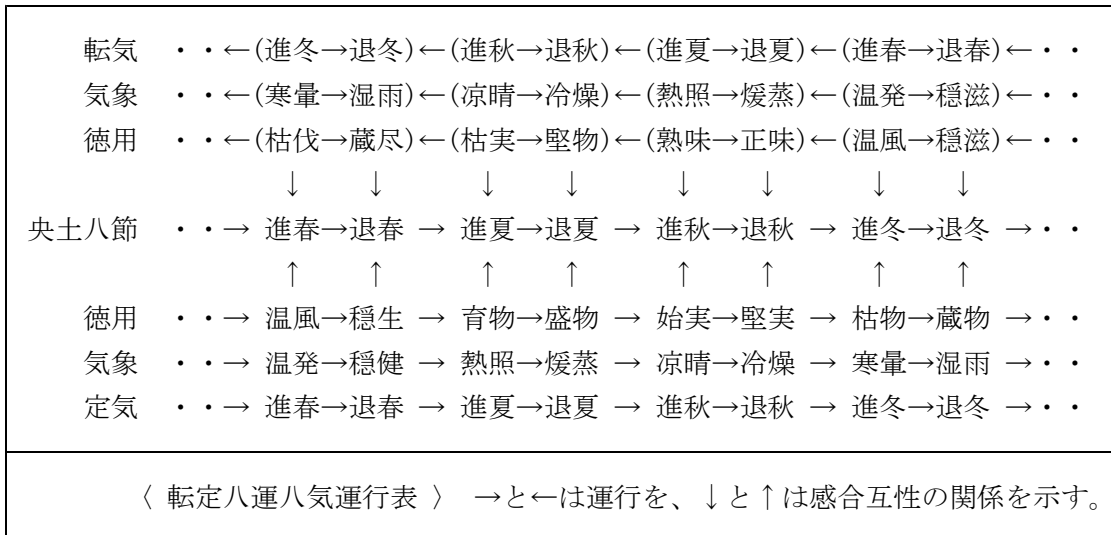 転気 ・・←(進冬→退冬)←(進秋→退秋)←(進夏→退夏)←(進春→退春)←・・
気象 ・・←(寒暈→湿雨)←(凉晴→冷燥)←(熱照→煖蒸)←(温発→穏滋)←・・
徳用 ・・←(枯伐→蔵尽)←(枯実→堅物)←(熟味→正味)←(温風→穏滋)←・・
↓ ↓ ↓ ↓ ↓ ↓ ↓ ↓
央土八節 ・・→ 進春→退春 → 進夏→退夏 → 進秋→退秋 → 進冬→退冬 →・・
↑ ↑ ↑ ↑ ↑ ↑ ↑ ↑
徳用 ・・→ 温風→穏生 → 育物→盛物 → 始実→堅実 → 枯物→蔵物 →・・
気象 ・・→ 温発→穏健 → 熱照→煖蒸 → 凉晴→冷燥 → 寒暈→湿雨 →・・
定気 ・・→ 進春→退春 → 進夏→退夏 → 進秋→退秋 → 進冬→退冬 →・・
〈 転定八運八気運行表 〉 →と←は運行を、↓と↑は感合互性の関係を示す。